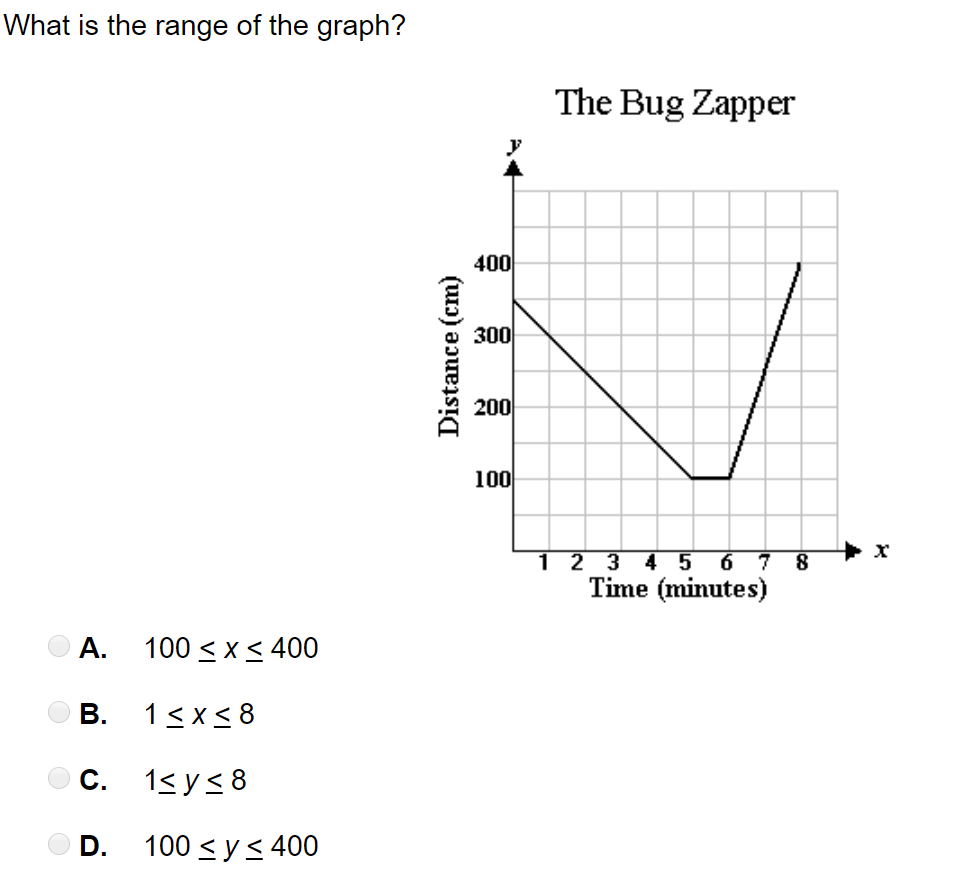 What is the range of the graph?
The Bug Zapper
y
400
300
200
100
Distance (cm)
1 2 3 4 5 6 7 8
x
Time (minutes)
A. 100 ≤ x ≤ 400
B. 1 ≤ x ≤ 8
C. 1≤ y ≤ 8
D. 100 ≤ y ≤ 400